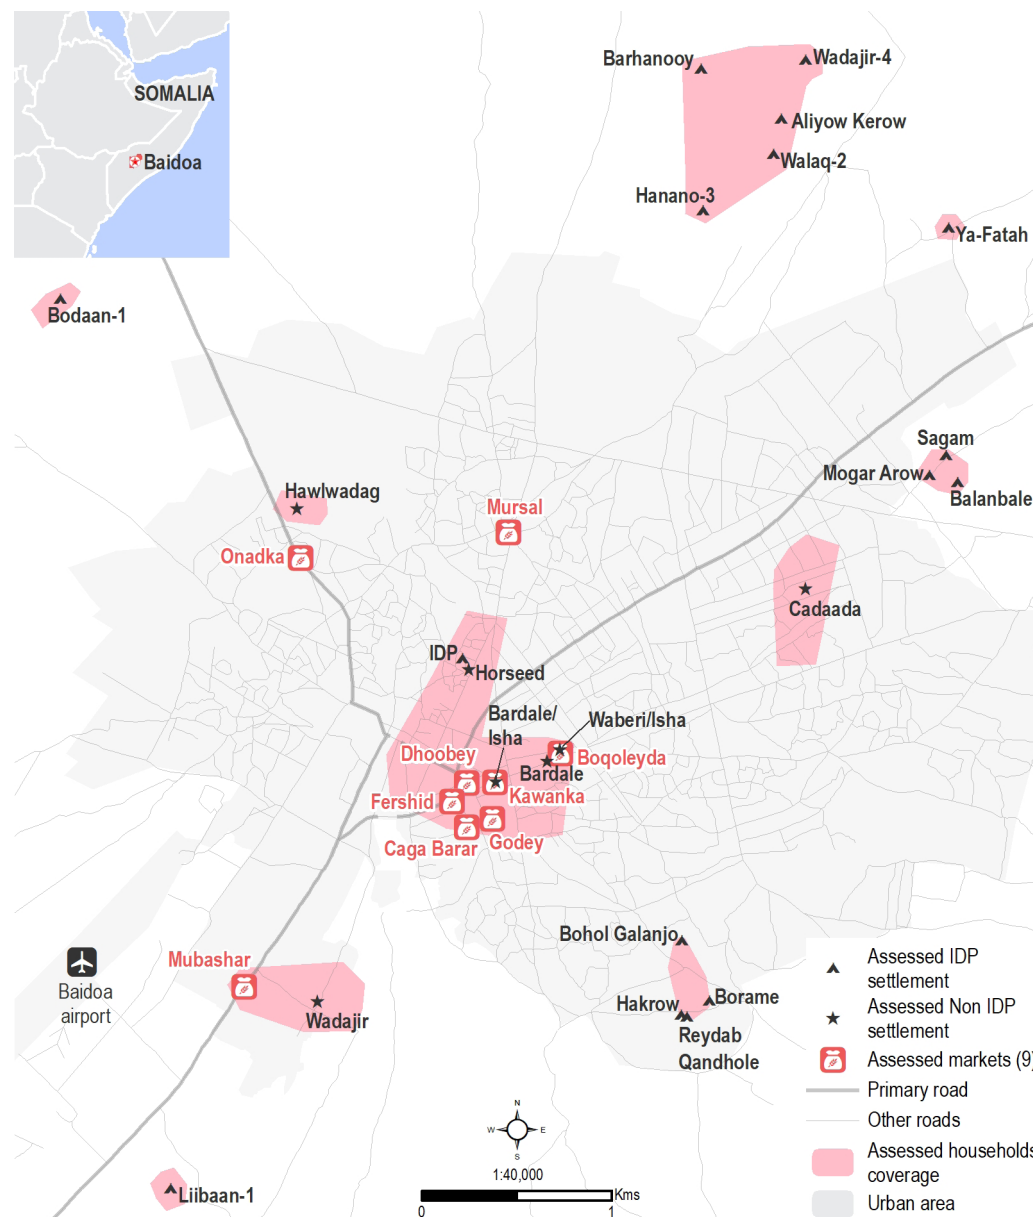 SOMALIA
Baidoa
Barhanooy
Wadajir-4
Aliyow Kerow
Walaq-2
Hanano-3
Ya-Fatah
Bodaan-1
Sagam
Mogar Arow
Balanbale
Hawlwadag
Mursal
Onadka
Cadaada
IDP
Horseed
Bardale/
Isha
Waberi/Isha
Dhoobey
Bardale
Boqoleyda
Fershid
Kawanka
Caga Barar
Godey
Bohol Galanjo
Mubashar
Baidoa
airport
Wadajir
Hakrow
Borame
Reydab
Qandhole
Liibaan-1
N
W
E
S
1:40,000
Kms
0
1
Assessed IDP
settlement
Assessed Non IDP
settlement
Assessed markets (9)
Primary road
Other roads
Assessed households
coverage
Urban area